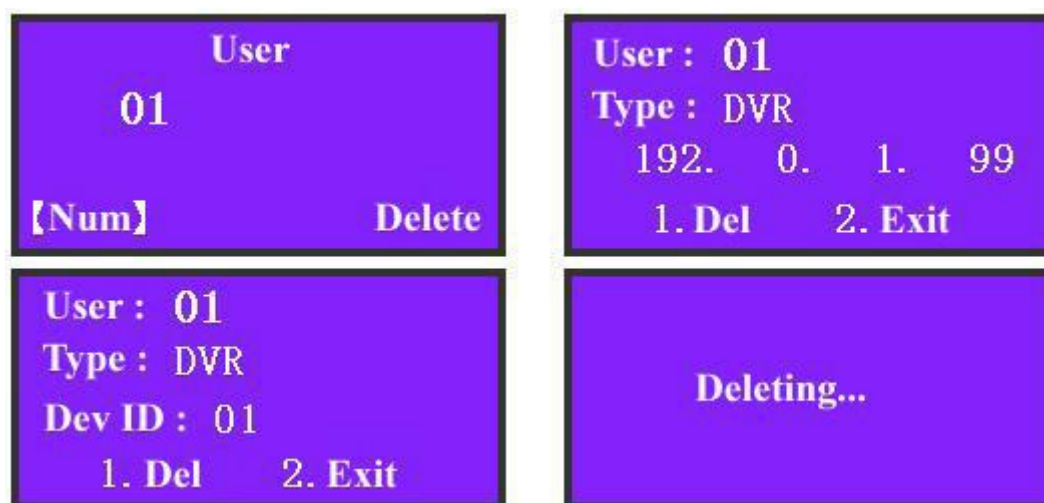 User
01
【Num】 Delete
User : 01
Type : DVR
192. 0. 1. 99
1. Del 2. Exit
User : 01
Type : DVR
Dev ID : 01
1. Del 2. Exit
Deleting...